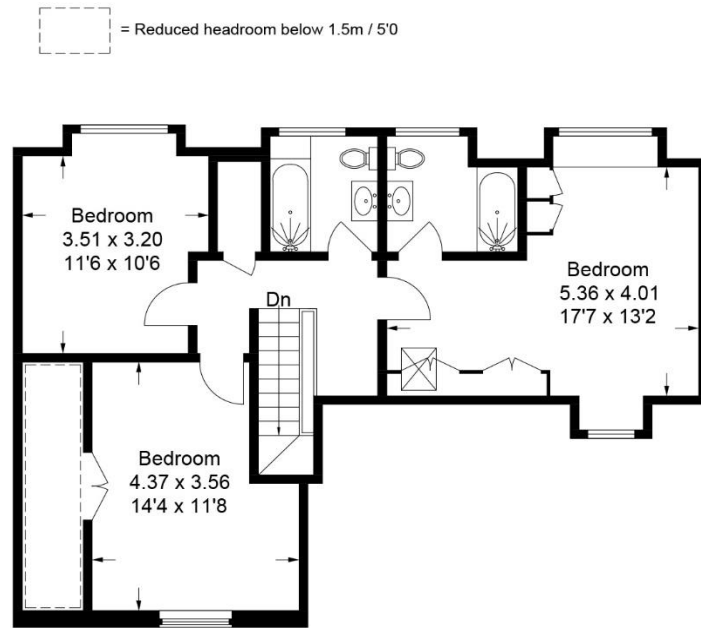 = Reduced headroom below 1.5m / 5'0
Bedroom
3.51 x 3.20
11'6 x 10'6
Dn
Bedroom
5.36 x 4.01
17'7 x 13'2
Bedroom
4.37 x 3.56
14'4 x 11'8